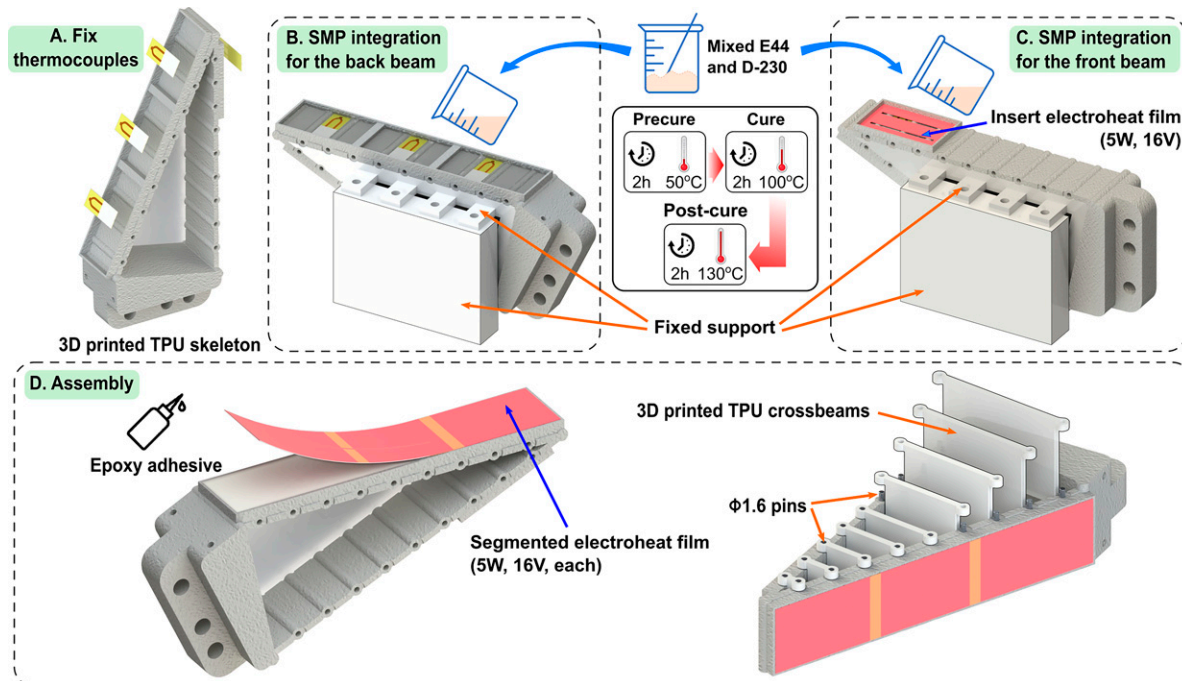 A. Fix
thermocouples
3D printed TPU skeleton
B. SMP integration
for the back beam
Mixed E44
and D-230
Precure
2h 50°C
Cure
2h 100°C
Post-cure
2h 130°C
Fixed support
C. SMP integration
for the front beam
Insert electroheat film
(5W, 16V)
D. Assembly
Epoxy adhesive
Segmented electroheat film
(5W, 16V, each)
3D printed TPU crossbeams
Φ1.6 pins